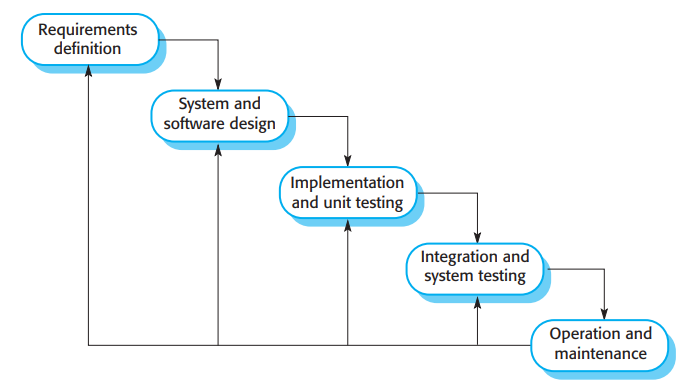 Requirements
definition
System and
software design
Implementation
and unit testing
Integration and
system testing
Operation and
maintenance